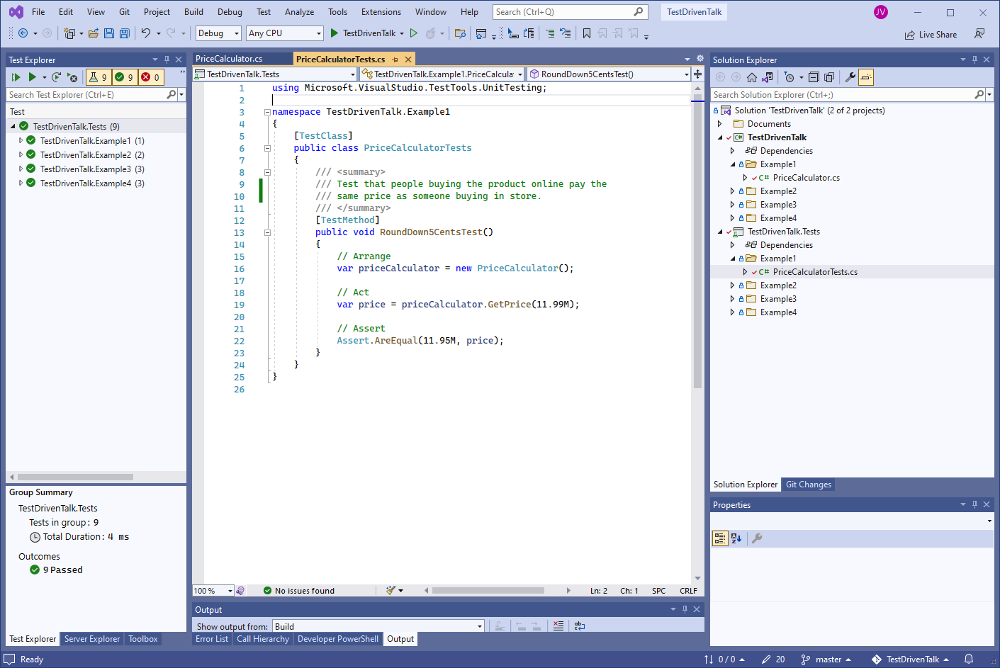 File Edit View Git Project Build Debug Test Analyze Tools Extensions Window Help Search (Ctrl+Q) TestDrivenTalk JV
Debug Any CPU TestDrivenTalk Live Share
Test Explorer
9 9 0
Search Test Explorer (Ctrl+E)
Test
TestDrivenTalk.Tests (9)
TestDrivenTalk.Example1 (1)
TestDrivenTalk.Example2 (2)
TestDrivenTalk.Example3 (3)
TestDrivenTalk.Example4 (3)
Group Summary
TestDrivenTalk.Tests
Tests in group: 9
Total Duration: 4 ms
Outcomes
9 Passed
Test Explorer Server Explorer Toolbox
PriceCalculator.cs PriceCalculatorTests.cs
TestDrivenTalk.Tests TestDrivenTalk.Example1.PriceCalculat RoundDown5CentsTest()
1 using Microsoft.VisualStudio.TestTools.UnitTesting;
2
3 namespace TestDrivenTalk.Example1
4 {
5 [TestClass]
6 public class PriceCalculatorTests
7 {
8 /// <summary>
9 /// Test that people buying the product online pay the
10 /// same price as someone buying in store.
11 /// </summary>
12 [TestMethod]
13 public void RoundDown5CentsTest()
14 {
15 // Arrange
16 var priceCalculator = new PriceCalculator();
17
18 // Act
19 var price = priceCalculator.GetPrice(11.99M);
20
21 // Assert
22 Assert.AreEqual(11.95M, price);
23 }
24 }
25 }
26
100 % No issues found Ln: 2 Ch: 1 SPC CRLF
Output
Show output from: Build
Error List Call Hierarchy Developer PowerShell Output
Solution Explorer
Search Solution Explorer (Ctrl+;)
Solution 'TestDrivenTalk' (2 of 2 projects)
Documents
C# TestDrivenTalk
Dependencies
Example1
C# PriceCalculator.cs
Example2
Example3
Example4
TestDrivenTalk.Tests
Dependencies
Example1
C# PriceCalculatorTests.cs
Example2
Example3
Example4
Solution Explorer Git Changes
Properties
Ready 0 / 0 20 master TestDrivenTalk